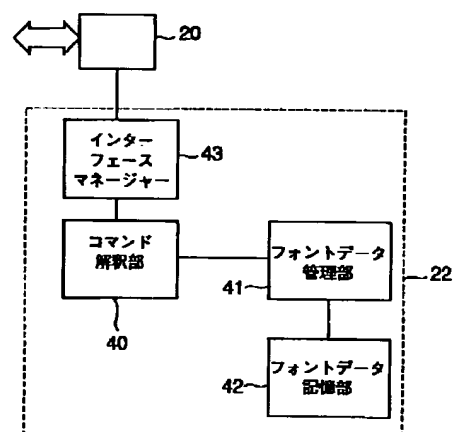 20
インター
フェース
マネージャー
43
コマンド
解釈部
40
フォントデータ
管理部
41
22
フォントデータ
記憶部
42